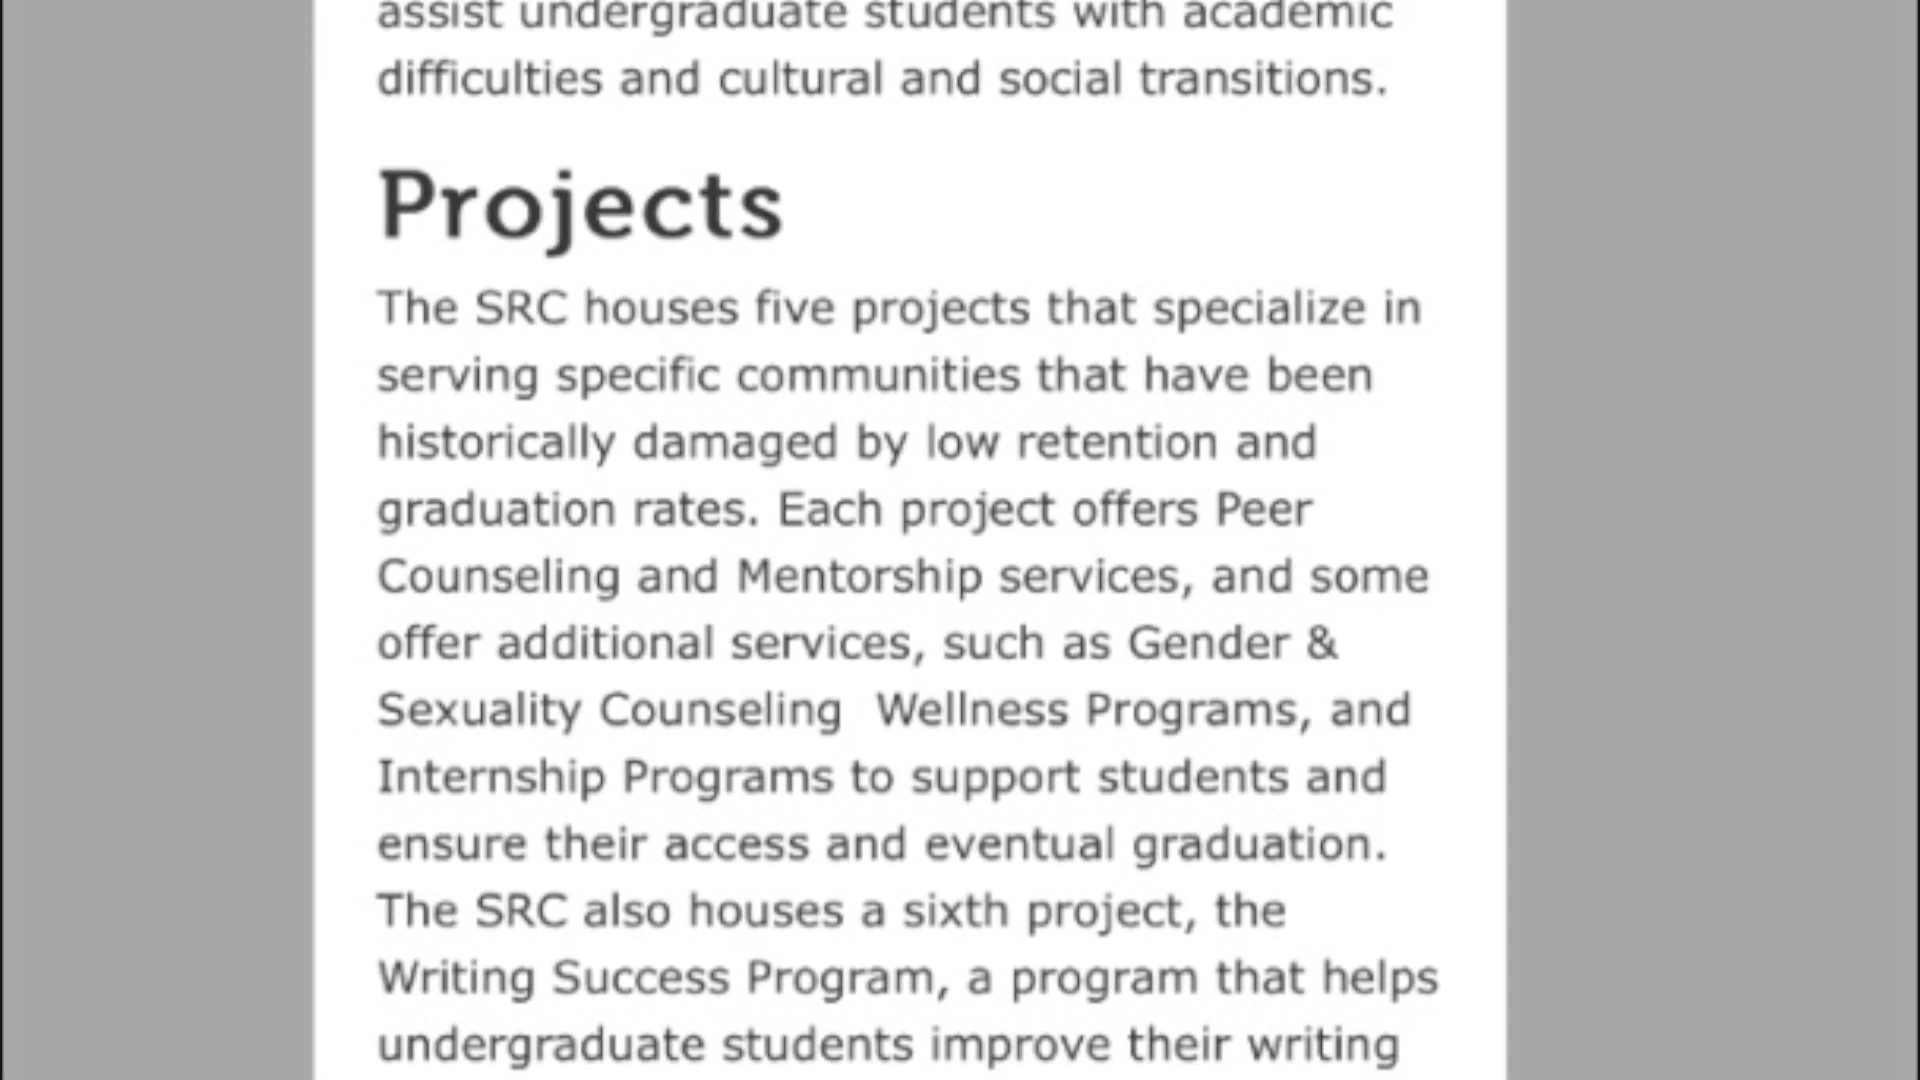 assist undergraduate students with academic
difficulties and cultural and social transitions.
Projects
The SRC houses five projects that specialize in
serving specific communities that have been
historically damaged by low retention and
graduation rates. Each project offers Peer
Counseling and Mentorship services, and some
offer additional services, such as Gender &
Sexuality Counseling  Wellness Programs, and
Internship Programs to support students and
ensure their access and eventual graduation.
The SRC also houses a sixth project, the
Writing Success Program, a program that helps
undergraduate students improve their writing